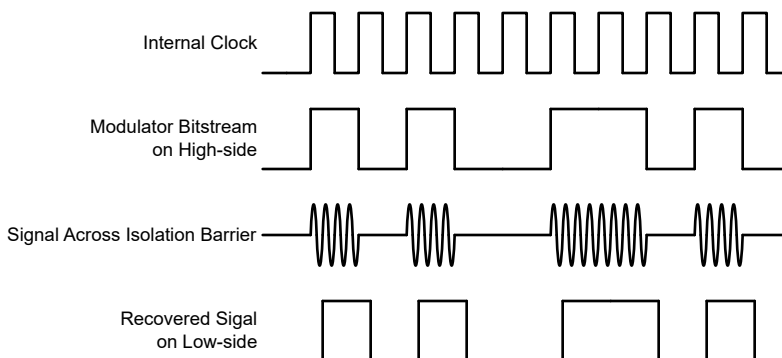 Internal Clock
Modulator Bitstream
on High-side
Signal Across Isolation Barrier
Recovered Sigal
on Low-side